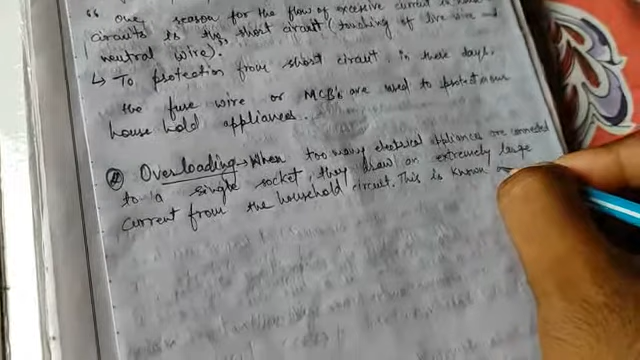 “ One season for the flow of excessive current in
circuits is the short circuit (touching of live wire and
neutral wire).”
↳ To protection from short circuit, in these days.
the fuse wire or MCB's are used to protect our
house hold appliances.
# Overloading → When too many electrical appliances are connected
to a single socket, they draw an extremely large
current from the household circuit. This is known